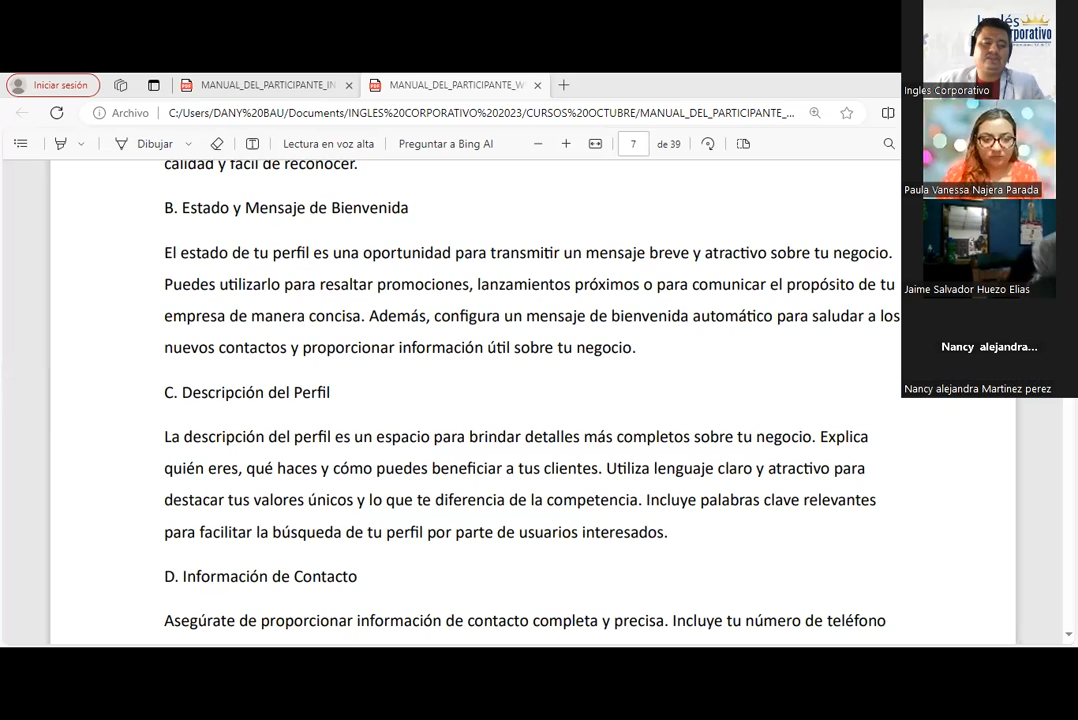 Inglés
Corporativo
Ingles Corporativo
Iniciar sesión
MANUAL_DEL_PARTICIPANTE_IN
MANUAL_DEL_PARTICIPANTE_W
Archivo
C:/Users/DANY%20BAU/Documents/INGLES%20CORPORATIVO%202023/CURSOS%20OCTUBRE/MANUAL_DEL_PARTICIPANTE_...
Dibujar
Lectura en voz alta
Preguntar a Bing AI
7
de 39
calidad y fácil de reconocer.
B. Estado y Mensaje de Bienvenida
El estado de tu perfil es una oportunidad para transmitir un mensaje breve y atractivo sobre tu negocio.
Puedes utilizarlo para resaltar promociones, lanzamientos próximos o para comunicar el propósito de tu
empresa de manera concisa. Además, configura un mensaje de bienvenida automático para saludar a los
nuevos contactos y proporcionar información útil sobre tu negocio.
C. Descripción del Perfil
La descripción del perfil es un espacio para brindar detalles más completos sobre tu negocio. Explica
quién eres, qué haces y cómo puedes beneficiar a tus clientes. Utiliza lenguaje claro y atractivo para
destacar tus valores únicos y lo que te diferencia de la competencia. Incluye palabras clave relevantes
para facilitar la búsqueda de tu perfil por parte de usuarios interesados.
D. Información de Contacto
Asegúrate de proporcionar información de contacto completa y precisa. Incluye tu número de teléfono
Paula Vanessa Najera Parada
Jaime Salvador Huezo Elias
Nancy alejandra...
Nancy alejandra Martinez perez